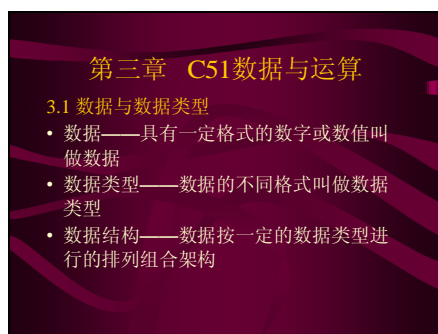 第三章 C51数据与运算
3.1 数据与数据类型
• 数据——具有一定格式的数字或数值叫
做数据
• 数据类型——数据的不同格式叫做数据
类型
• 数据结构——数据按一定的数据类型进
行的排列组合架构